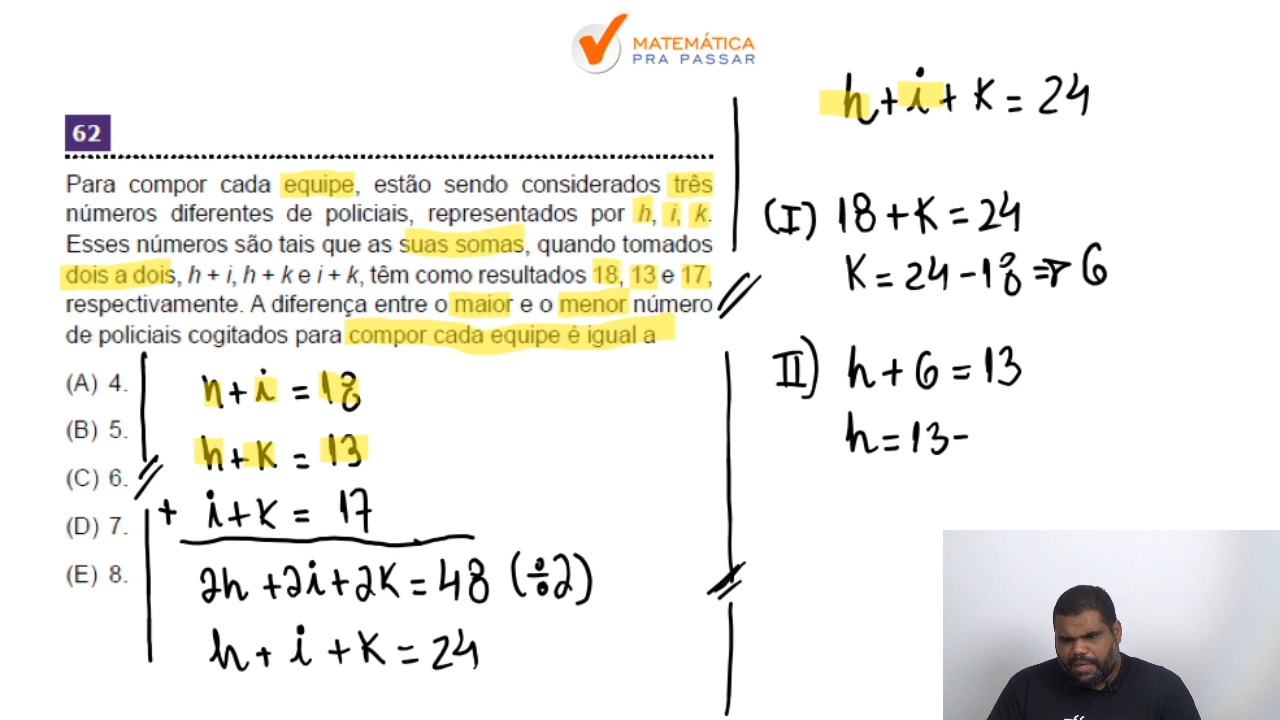 MATEMÁTICA
PRA PASSAR
62
Para compor cada equipe, estão sendo considerados três
números diferentes de policiais, representados por h, i, k.
Esses números são tais que as suas somas, quando tomados
dois a dois, h + i, h + k e i + k, têm como resultados 18, 13 e 17,
respectivamente. A diferença entre o maior e o menor número
de policiais cogitados para compor cada equipe é igual a
(A) 4.
(B) 5.
(C) 6.
(D) 7.
(E) 8.
h + i = 18
h + k = 13
+ i + k = 17
2h + 2i + 2k = 48 (÷2)
h + i + k = 24
h + i + k = 24
(I) 18 + k = 24
k = 24 - 18 => 6
II) h + 6 = 13
h = 13 -